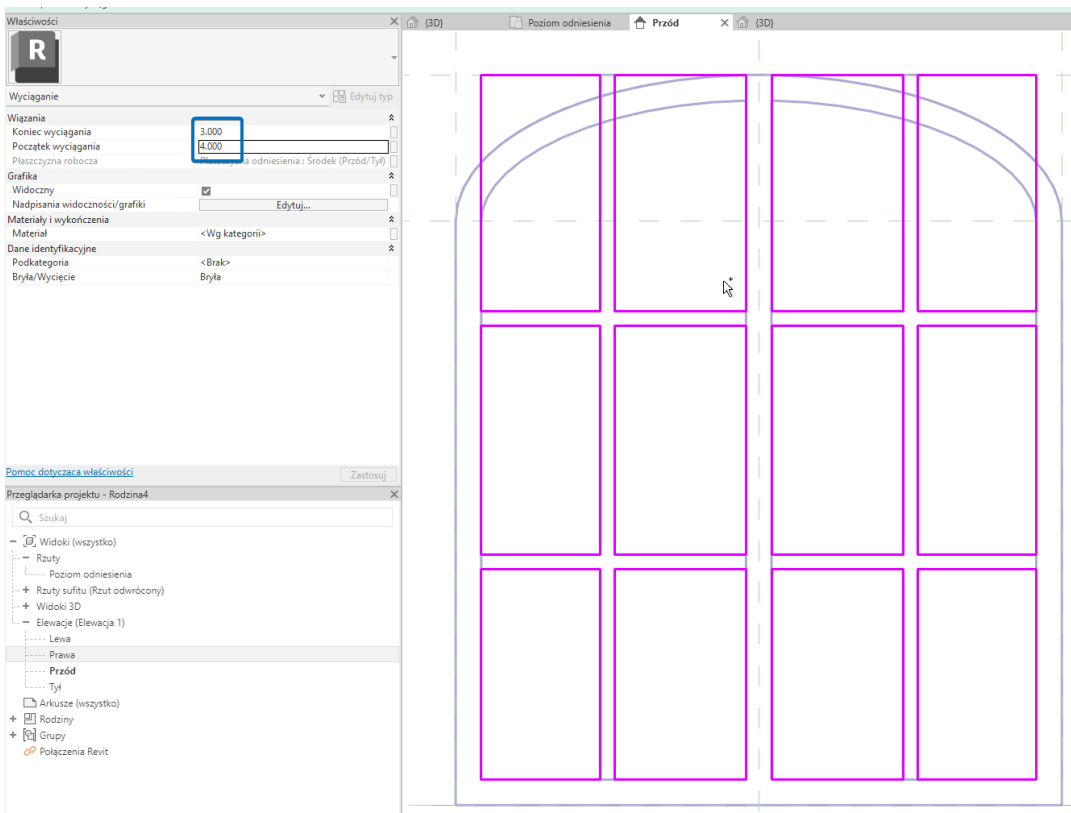 Właściwości
{3D}
Poziom odniesienia
Przód
{3D}
R
Wyciąganie
Edytuj typ
Wiązania
Koniec wyciągania 3.000
Początek wyciągania 4.000
Płaszczyzna robocza Płaszczyzna odniesienia : Środek (Przód/Tył)
Grafika
Widoczny
Nadpisania widoczności/grafiki Edytuj...
Materiały i wykończenia
Materiał <Wg kategorii>
Dane identyfikacyjne
Podkategoria <Brak>
Bryła/Wycięcie Bryła
Pomoc dotycząca właściwości
Zastosuj
Przeglądarka projektu - Rodzina4
Szukaj
Widoki (wszystko)
Rzuty
Poziom odniesienia
Rzuty sufitu (Rzut odwrócony)
Widoki 3D
Elewacje (Elewacja 1)
Lewa
Prawa
Przód
Tył
Arkusze (wszystko)
Rodziny
Grupy
Połączenia Revit